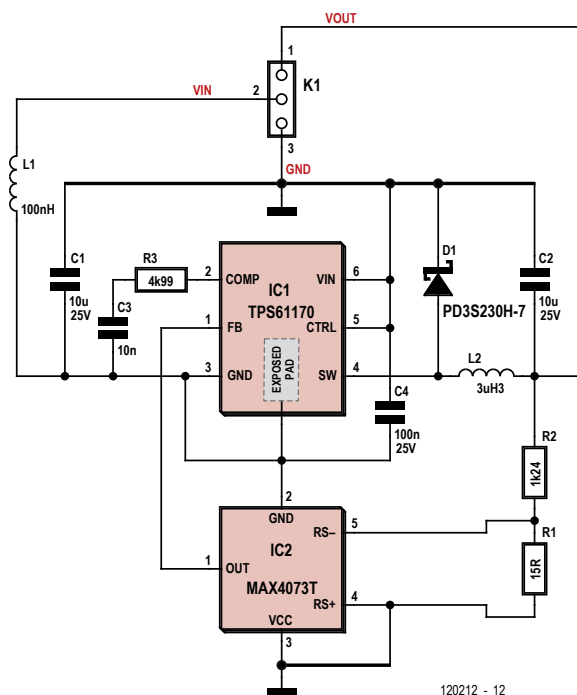 VOUT
1
K1
VIN
2
3
GND
L1
100nH
C1
10u
25V
R3
4k99
C3
10n
2
COMP
VIN
6
IC1
TPS61170
1
FB
CTRL
5
3
GND
SW
4
EXPOSED
PAD
D1
PD3S230H-7
C2
10u
25V
L2
3uH3
C4
100n
25V
R2
1k24
R1
15R
2
GND
RS–
5
IC2
MAX4073T
1
OUT
RS+
4
VCC
3
120212 - 12